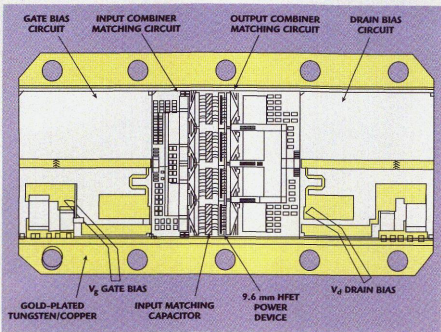 GATE BIAS
CIRCUIT
INPUT COMBINER
MATCHING CIRCUIT
OUTPUT COMBINER
MATCHING CIRCUIT
DRAIN BIAS
CIRCUIT
GOLD-PLATED
TUNGSTEN/COPPER
Vg GATE BIAS
INPUT MATCHING
CAPACITOR
9.6 mm HFET
POWER
DEVICE
Vd DRAIN BIAS